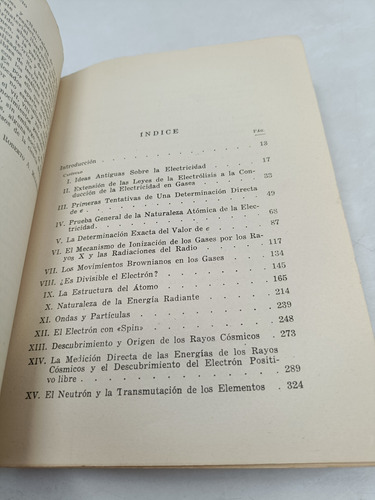 INDICE
Pág.
Introducción . . . . . . . . . 13
Capítulo
I. Ideas Antiguas Sobre la Electricidad . . . . 17
II. Extensión de las Leyes de la Electrólisis a la Con-
ducción de la Electricidad en Gases . . . 33
III. Primeras Tentativas de Una Determinación Directa
de e . . . . . . . . . 49
IV. Prueba General de la Naturaleza Atómica de la Elec-
tricidad. . . . . . . . . 63
V. La Determinación Exacta del Valor de e . . . 87
VI. El Mecanismo de Ionización de los Gases por los Ra-
yos X y las Radiaciones del Radio . . . 117
VII. Los Movimientos Brownianos en los Gases . . 134
VIII. ¿Es Divisible el Electrón? . . . . . 145
IX. La Estructura del Átomo . . . . . 165
X. Naturaleza de la Energía Radiante . . . 214
XI. Ondas y Partículas . . . . . . 239
XII. El Electrón con «Spin» . . . . . 248
XIII. Descubrimiento y Origen de los Rayos Cósmicos . 273
XIV. La Medición Directa de las Energías de los Rayos
Cósmicos y el Descubrimiento del Electrón Positi-
vo libre . . . . . . . . 289
XV. El Neutrón y la Transmutación de los Elementos . 324